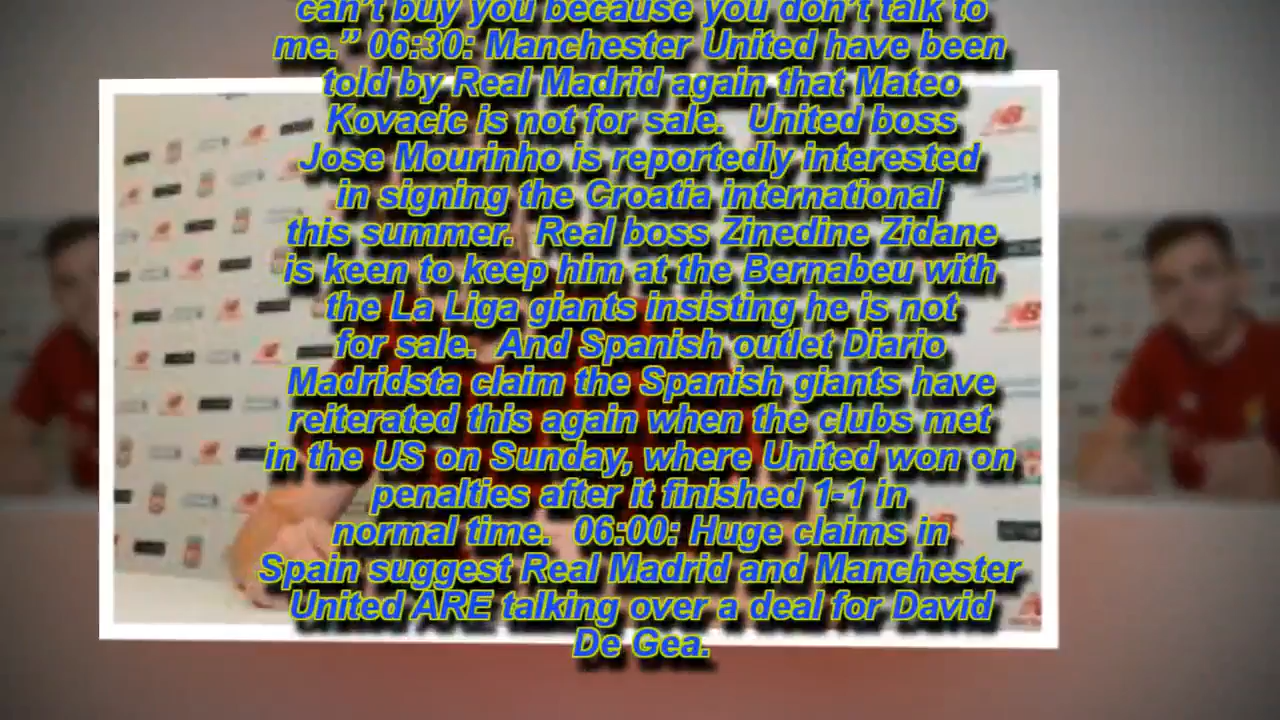 can't buy you because you don't talk to
me.” 06:30: Manchester United have been
told by Real Madrid again that Mateo
Kovacic is not for sale. United boss
Jose Mourinho is reportedly interested
in signing the Croatia international
this summer. Real boss Zinedine Zidane
is keen to keep him at the Bernabeu with
the La Liga giants insisting he is not
for sale. And Spanish outlet Diario
Madridsta claim the Spanish giants have
reiterated this again when the clubs met
in the US on Sunday, where United won on
penalties after it finished 1-1 in
normal time. 06:00: Huge claims in
Spain suggest Real Madrid and Manchester
United ARE talking over a deal for David
De Gea.